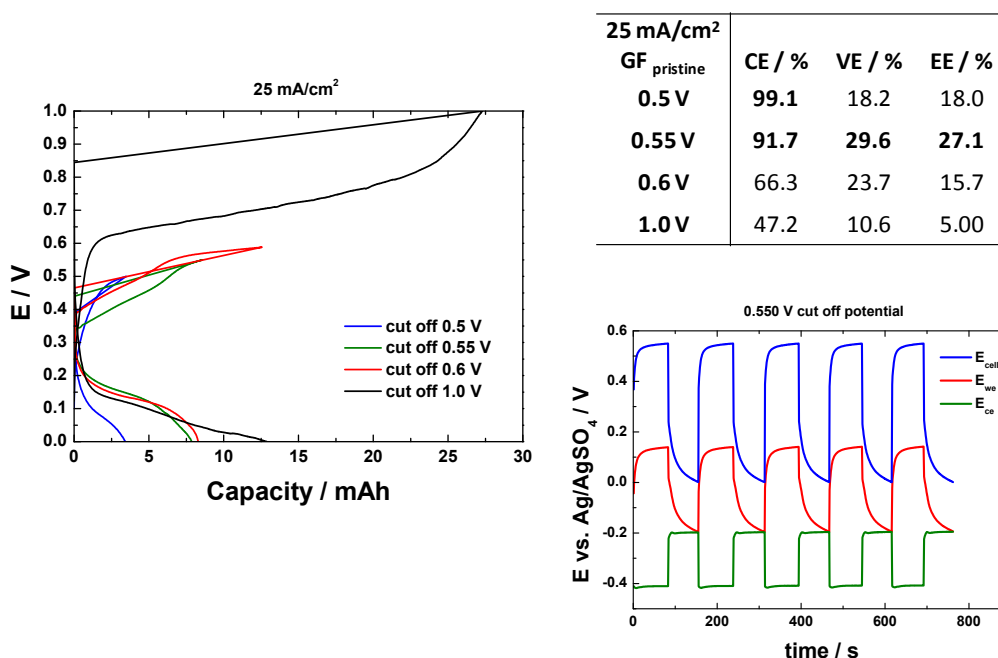 25 mA/cm²
E / V
1.0
0.9
0.8
0.7
0.6
0.5
0.4
0.3
0.2
0.1
0.0
cut off 0.5 V
cut off 0.55 V
cut off 0.6 V
cut off 1.0 V
0 5 10 15 20 25 30
Capacity / mAh
25 mA/cm²
GF pristine CE / % VE / % EE / %
0.5 V 99.1 18.2 18.0
0.55 V 91.7 29.6 27.1
0.6 V 66.3 23.7 15.7
1.0 V 47.2 10.6 5.00
0.550 V cut off potential
E vs. Ag/AgSO₄ / V
0.6
0.4
0.2
0.0
-0.2
-0.4
E cell
E we
E ce
0 200 400 600 800
time / s